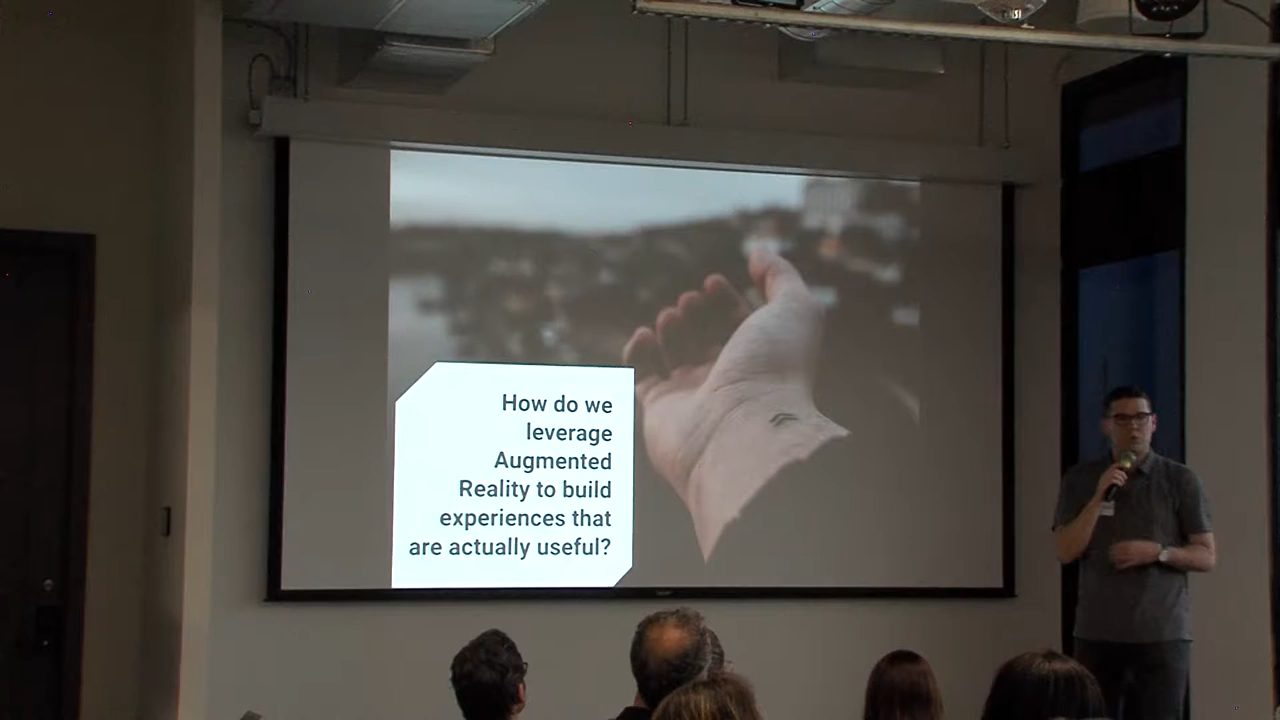 How do we
leverage
Augmented
Reality to build
experiences that
are actually useful?